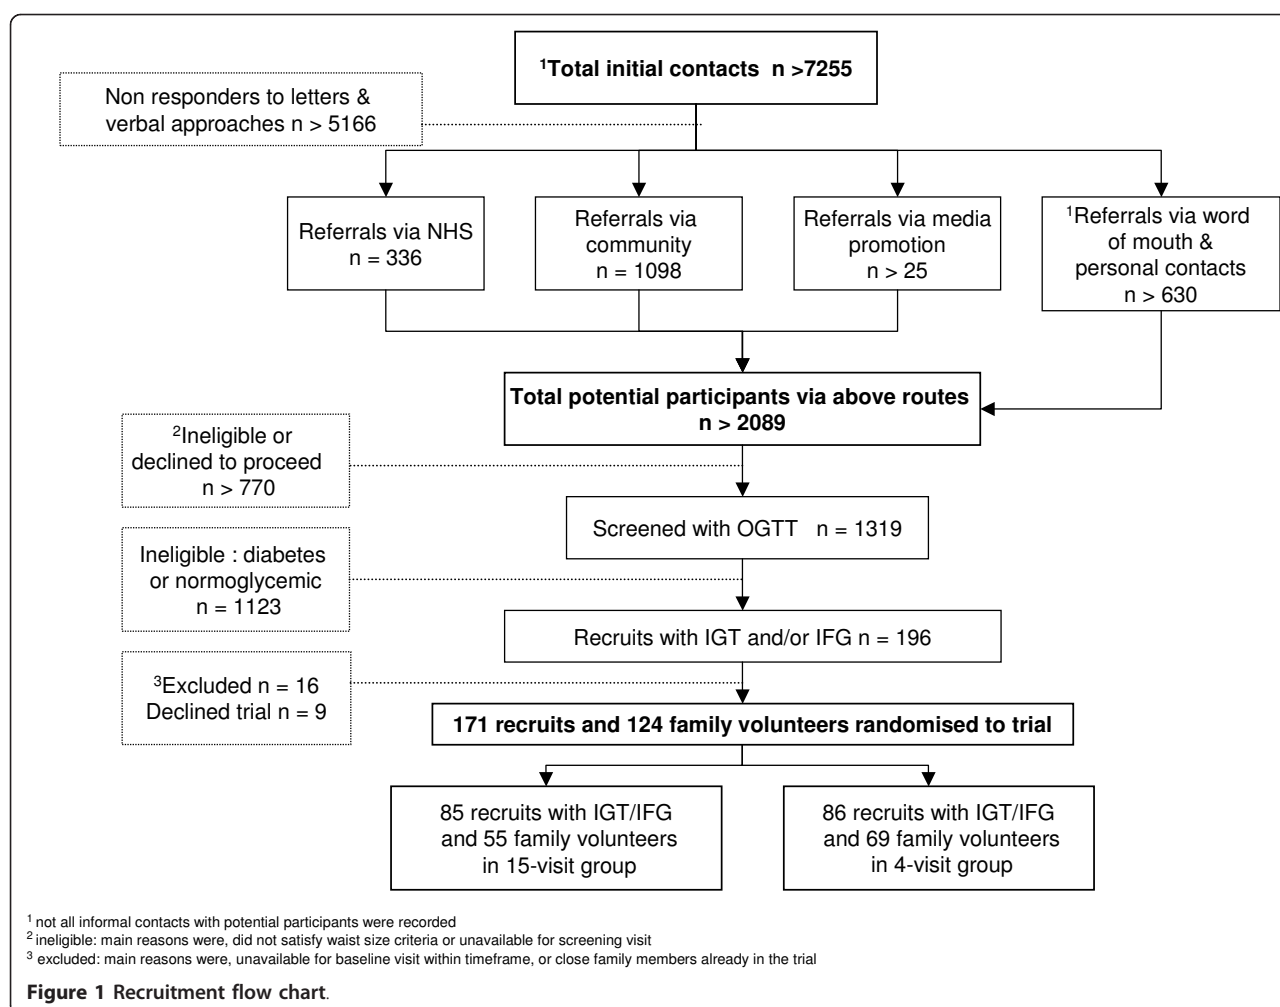 ¹Total initial contacts n >7255
Non responders to letters &
verbal approaches n > 5166
Referrals via NHS
n = 336
Referrals via
community
n = 1098
Referrals via media
promotion
n > 25
¹Referrals via word
of mouth &
personal contacts
n > 630
Total potential participants via above routes
n > 2089
²Ineligible or
declined to proceed
n > 770
Screened with OGTT n = 1319
Ineligible : diabetes
or normoglycemic
n = 1123
Recruits with IGT and/or IFG n = 196
³Excluded n = 16
Declined trial n = 9
171 recruits and 124 family volunteers randomised to trial
85 recruits with IGT/IFG
and 55 family volunteers
in 15-visit group
86 recruits with IGT/IFG
and 69 family volunteers
in 4-visit group
¹ not all informal contacts with potential participants were recorded
² ineligible: main reasons were, did not satisfy waist size criteria or unavailable for screening visit
³ excluded: main reasons were, unavailable for baseline visit within timeframe, or close family members already in the trial
Figure 1 Recruitment flow chart.